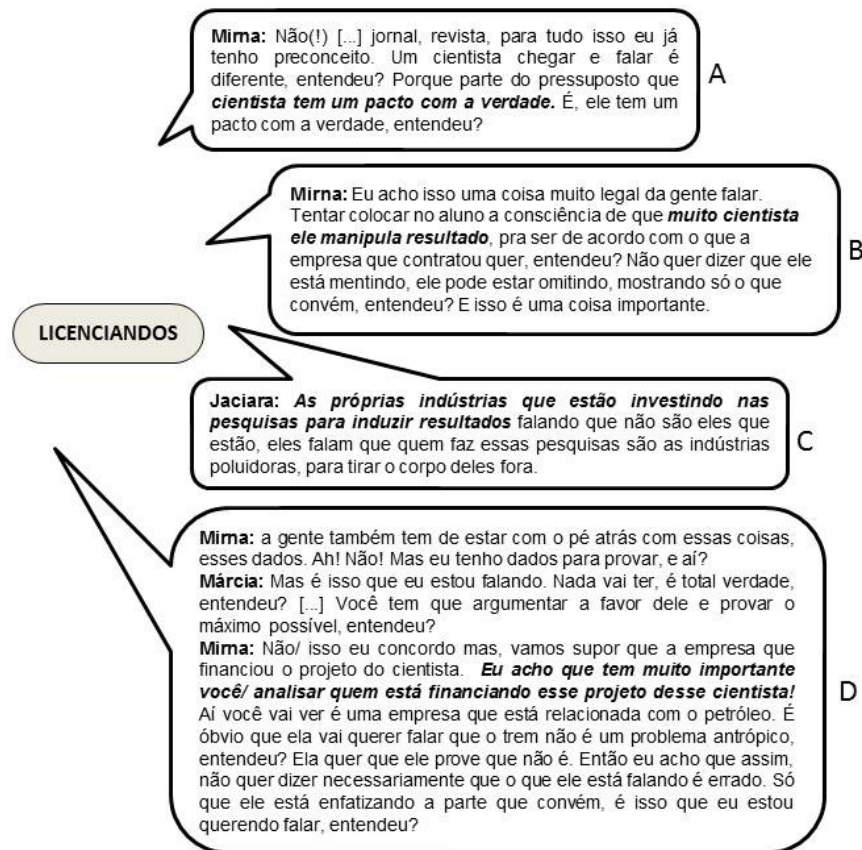 Mirna: Não(!) [...] jornal, revista, para tudo isso eu já
tenho preconceito. Um cientista chegar e falar é
diferente, entendeu? Porque parte do pressuposto que
cientista tem um pacto com a verdade. É, ele tem um
pacto com a verdade, entendeu?
A
Mirna: Eu acho isso uma coisa muito legal da gente falar.
Tentar colocar no aluno a consciência de que muito cientista
ele manipula resultado, pra ser de acordo com o que a
empresa que contratou quer, entendeu? Não quer dizer que ele
está mentindo, ele pode estar omitindo, mostrando só o que
convém, entendeu? E isso é uma coisa importante.
B
LICENCIANDOS
Jaciara: As próprias indústrias que estão investindo nas
pesquisas para induzir resultados falando que não são eles que
estão, eles falam que quem faz essas pesquisas são as indústrias
poluidoras, para tirar o corpo deles fora.
C
Mirna: a gente também tem de estar com o pé atrás com essas coisas,
esses dados. Ah! Não! Mas eu tenho dados para provar, e aí?
Márcia: Mas é isso que eu estou falando. Nada vai ter, é total verdade,
entendeu? [...] Você tem que argumentar a favor dele e provar o
máximo possível, entendeu?
Mirna: Não/ isso eu concordo mas, vamos supor que a empresa que
financiou o projeto do cientista. Eu acho que tem muito importante
você/ analisar quem está financiando esse projeto desse cientista!
Aí você vai ver é uma empresa que está relacionada com o petróleo. É
óbvio que ela vai querer falar que o trem não é um problema antrópico,
entendeu? Ela quer que ele prove que não é. Então eu acho que assim,
não quer dizer necessariamente que o que ele está falando é errado. Só
que ele está enfatizando a parte que convém, é isso que eu estou
querendo falar, entendeu?
D